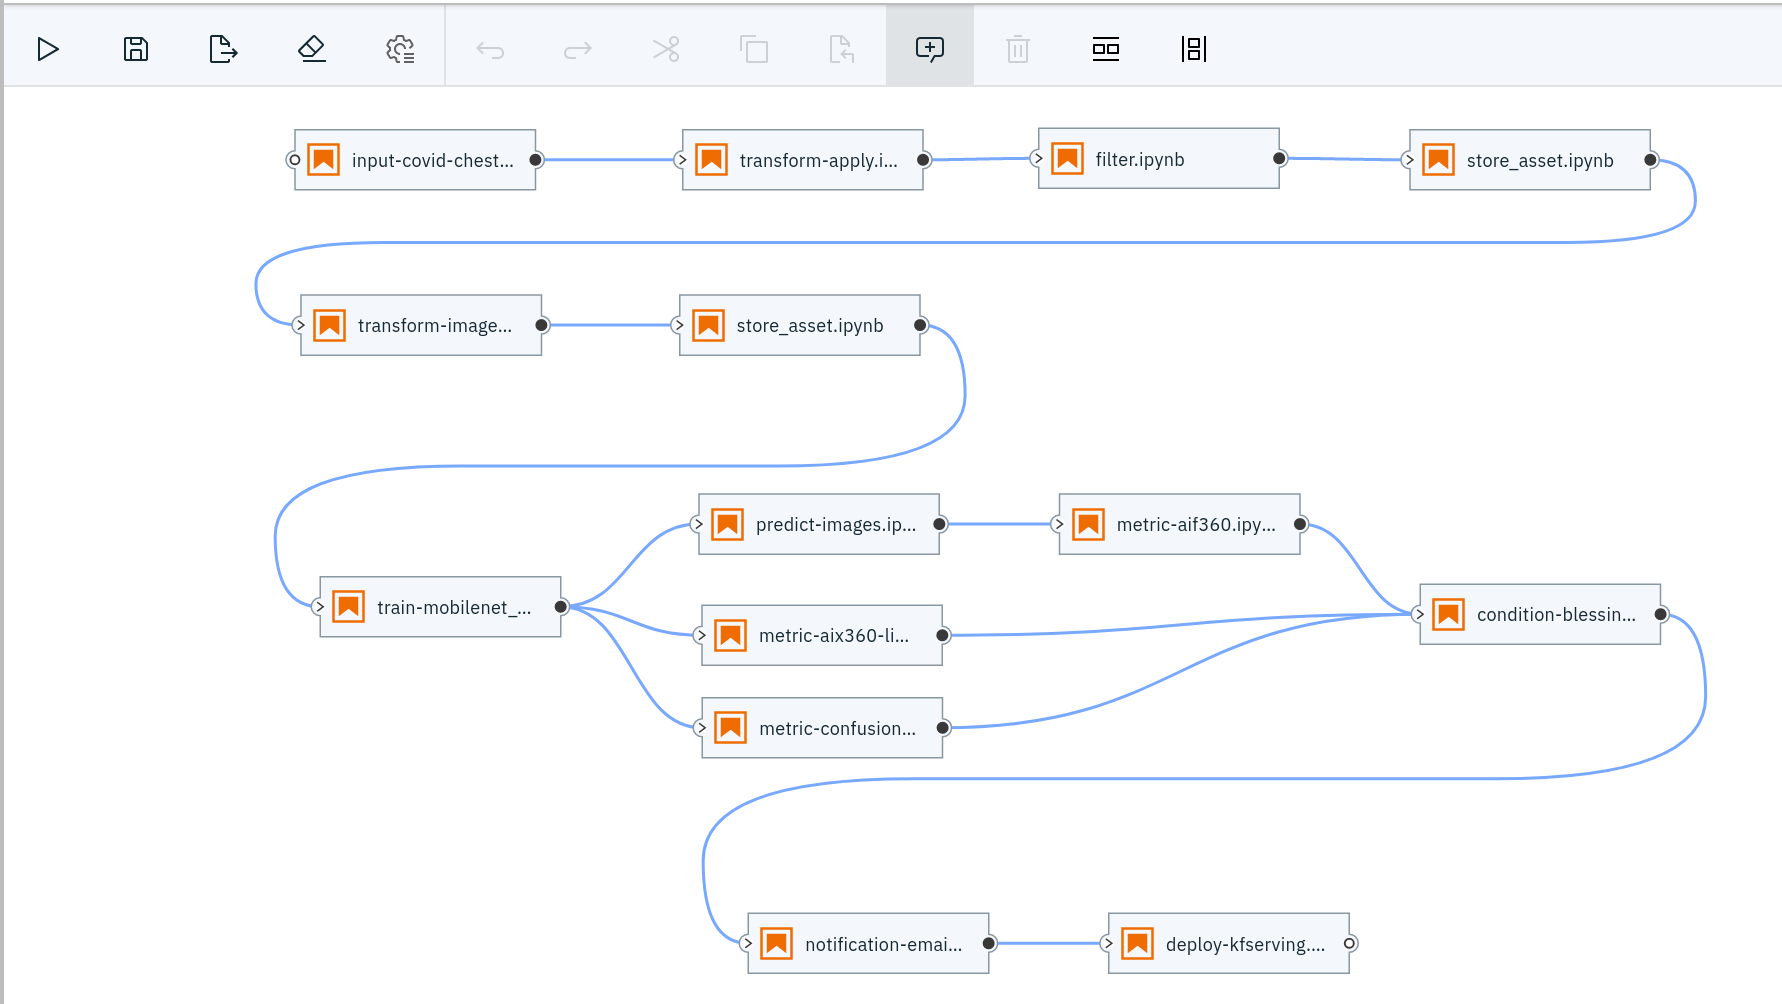 input-covid-chest...
transform-apply.i...
filter.ipynb
store_asset.ipynb
transform-image...
store_asset.ipynb
predict-images.ip...
metric-aif360.ipy...
train-mobilenet_...
condition-blessin...
metric-aix360-li...
metric-confusion...
notification-emai...
deploy-kfserving....